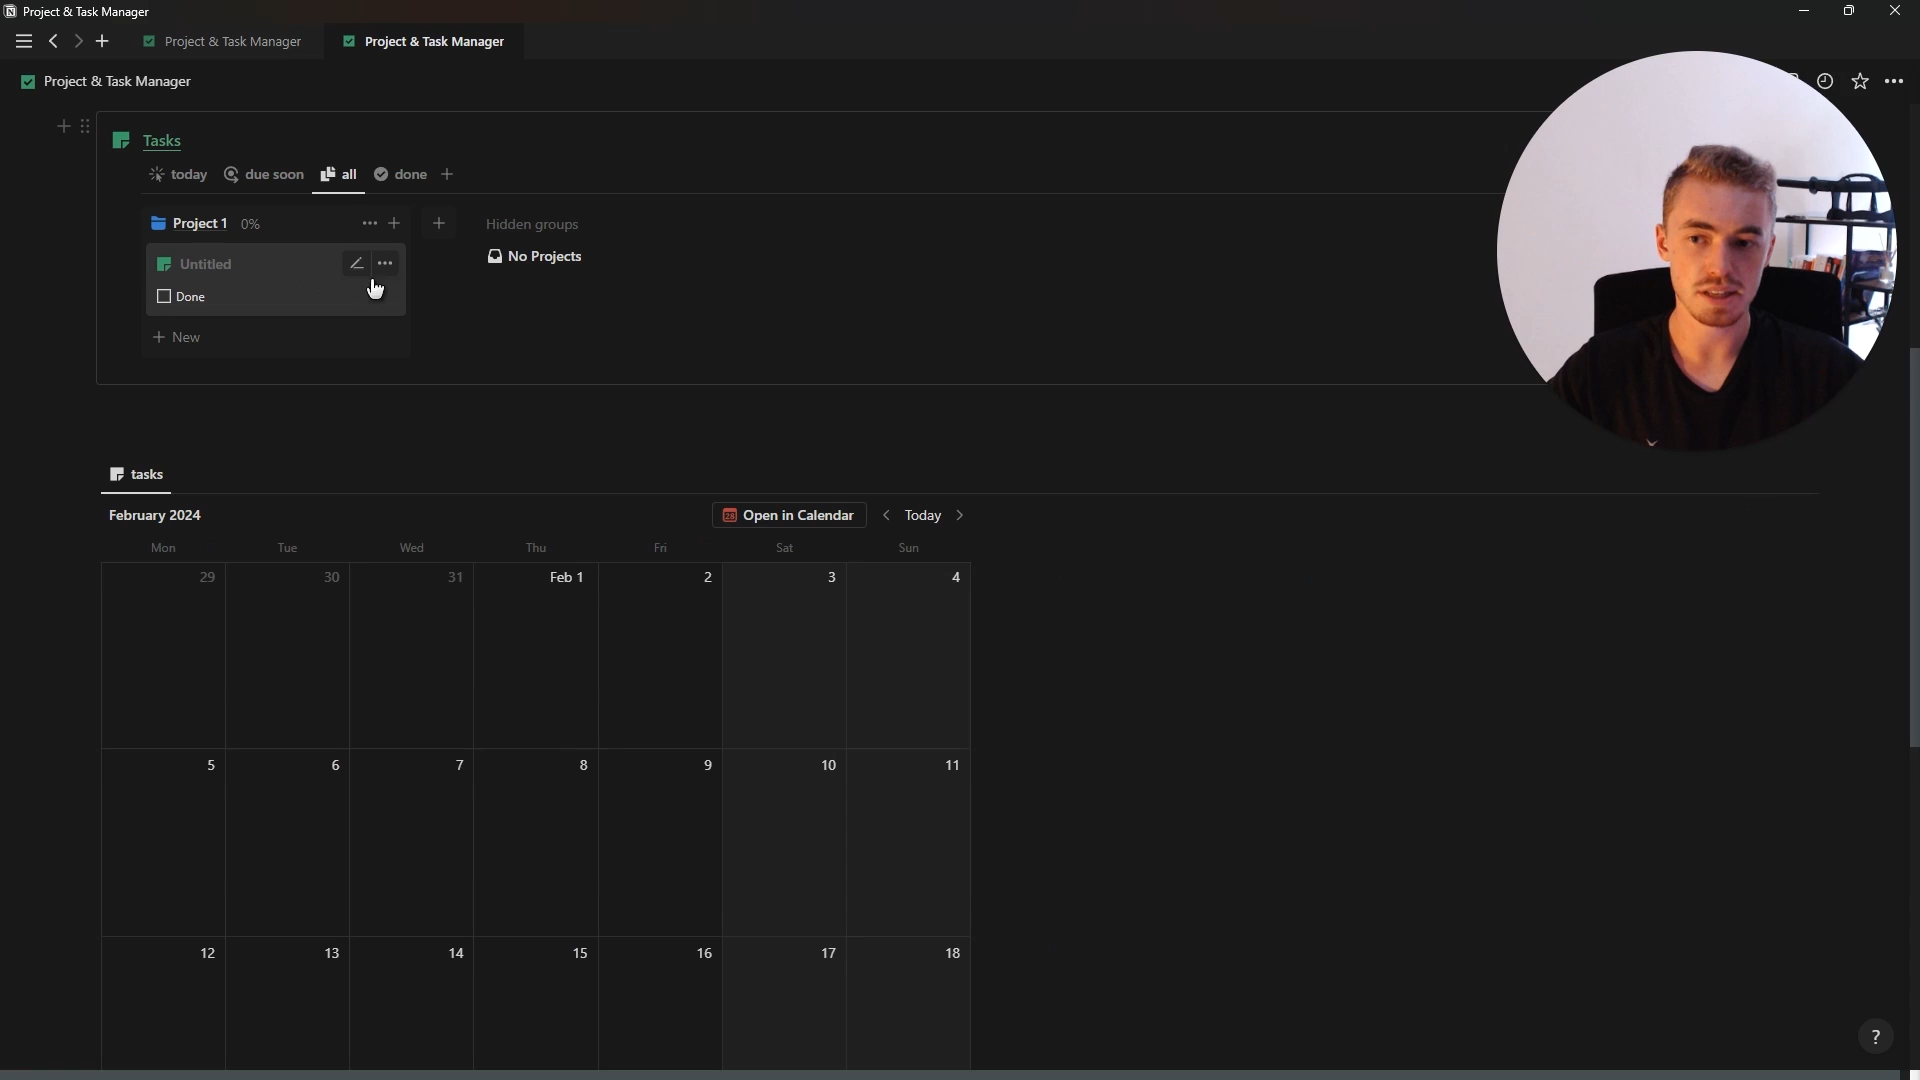 Project & Task Manager
Project & Task Manager
Project & Task Manager
Project & Task Manager
Tasks
today
due soon
all
done
Project 1 0%
Hidden groups
Untitled
No Projects
Done
New
tasks
February 2024
28 Open in Calendar
Today
Mon Tue Wed Thu Fri Sat Sun
29 30 31 Feb 1 2 3 4
5 6 7 8 9 10 11
12 13 14 15 16 17 18
?